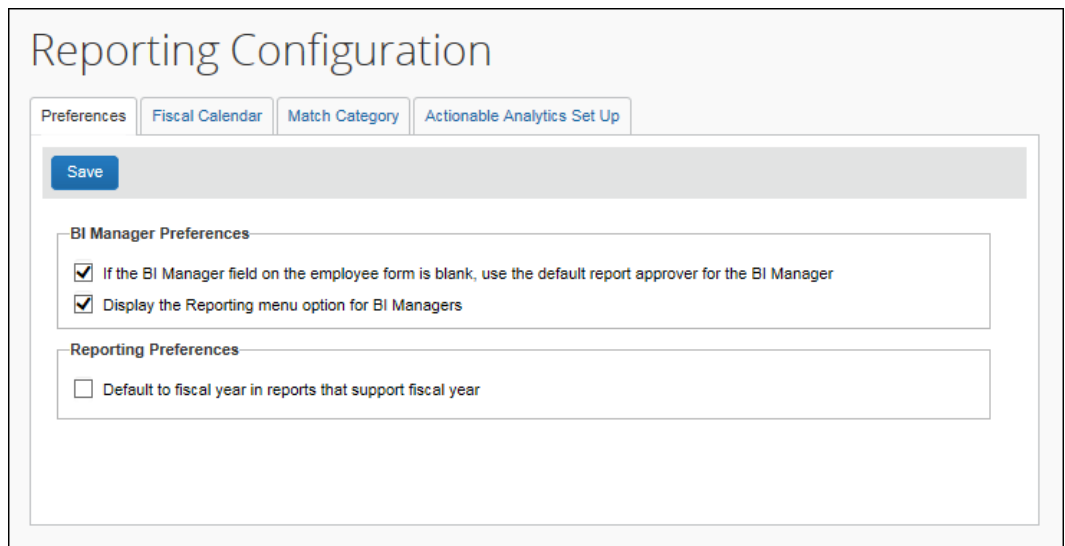 Reporting Configuration
Preferences Fiscal Calendar Match Category Actionable Analytics Set Up
Save
BI Manager Preferences
If the BI Manager field on the employee form is blank, use the default report approver for the BI Manager
Display the Reporting menu option for BI Managers
Reporting Preferences
Default to fiscal year in reports that support fiscal year